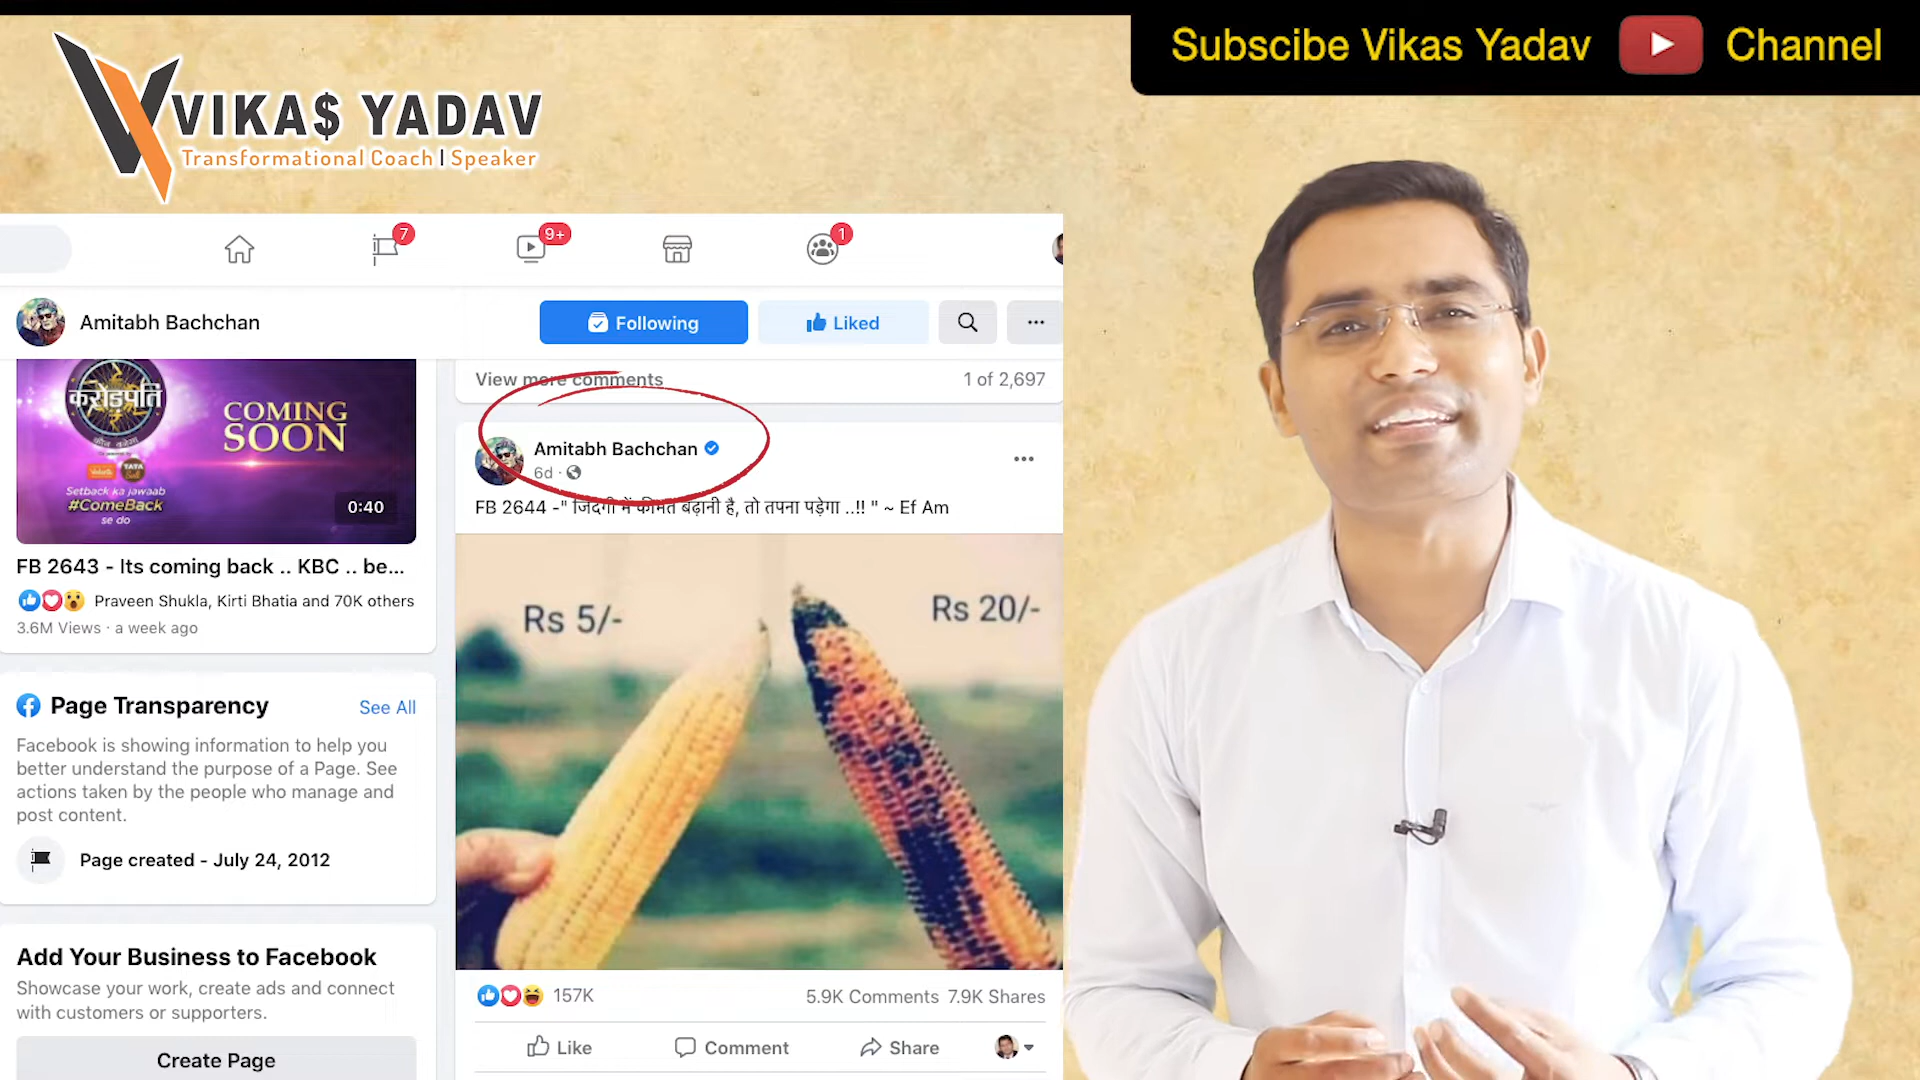 Subscibe Vikas Yadav Channel
VIKA$ YADAV
Transformational Coach | Speaker
7
9+
1
Amitabh Bachchan
Following
Liked
करोड़पति
COMING
SOON
Setback ka jawaab
#ComeBack
se do
0:40
FB 2643 - Its coming back .. KBC .. be...
Praveen Shukla, Kirti Bhatia and 70K others
3.6M Views · a week ago
Page Transparency
See All
Facebook is showing information to help you
better understand the purpose of a Page. See
actions taken by the people who manage and
post content.
Page created - July 24, 2012
Add Your Business to Facebook
Showcase your work, create ads and connect
with customers or supporters.
Create Page
View more comments
1 of 2,697
Amitabh Bachchan
6d ·
FB 2644 -" जिंदगी में कीमत बढ़ानी है, तो तपना पड़ेगा ..!! " ~ Ef Am
Rs 5/-
Rs 20/-
157K
5.9K Comments 7.9K Shares
Like
Comment
Share